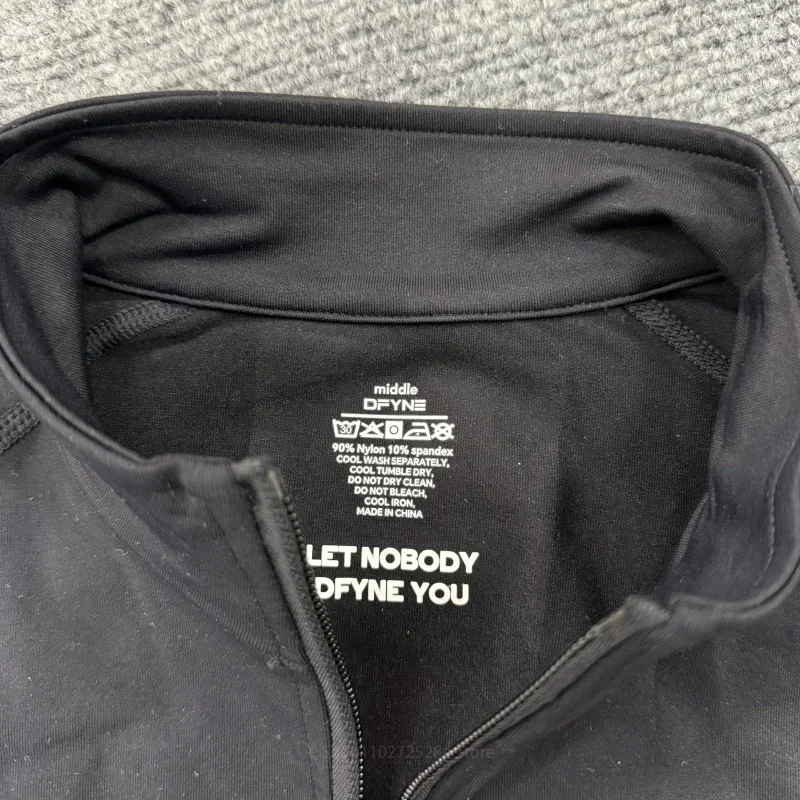 middle
DFYNE
30
90% Nylon 10% spandex
COOL WASH SEPARATELY,
COOL TUMBLE DRY,
DO NOT DRY CLEAN,
DO NOT BLEACH,
COOL IRON,
MADE IN CHINA
LET NOBODY
DFYNE YOU
Store